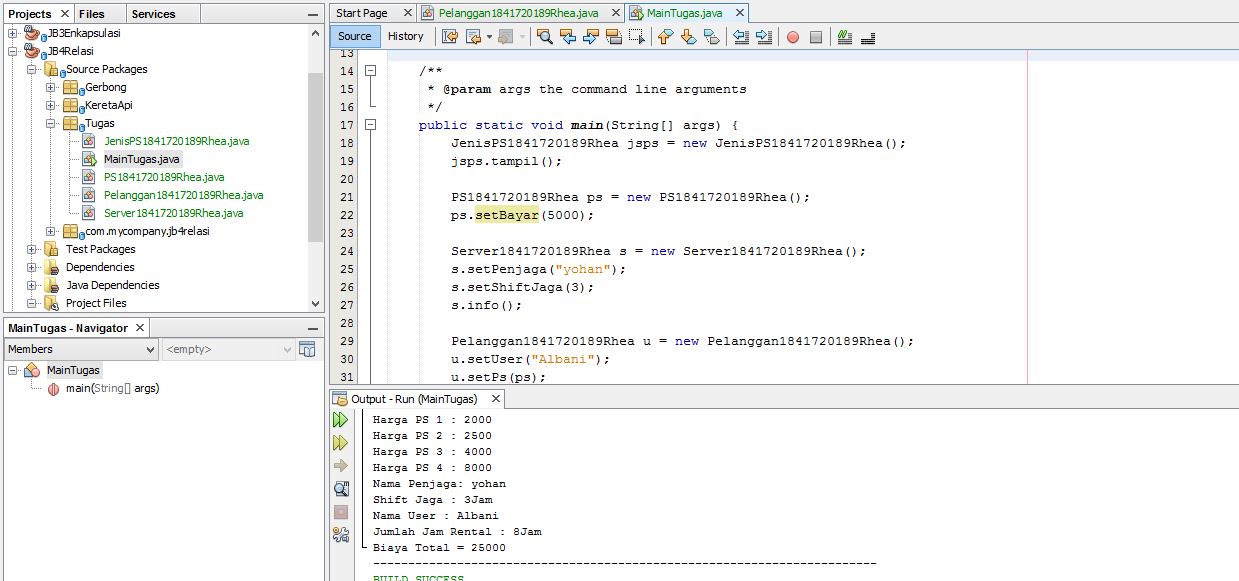 Projects Files Services
JB3Enkapsulasi
JB4Relasi
Source Packages
Gerbong
KeretaApi
Tugas
JenisPS1841720189Rhea.java
MainTugas.java
PS1841720189Rhea.java
Pelanggan1841720189Rhea.java
Server1841720189Rhea.java
com.mycompany.jb4relasi
Test Packages
Dependencies
Java Dependencies
Project Files
MainTugas - Navigator
Members <empty>
MainTugas
main(String[] args)
Start Page Pelanggan1841720189Rhea.java MainTugas.java
Source History
13
14 /**
15 * @param args the command line arguments
16 */
17 public static void main(String[] args) {
18 JenisPS1841720189Rhea jsps = new JenisPS1841720189Rhea();
19 jsps.tampil();
20
21 PS1841720189Rhea ps = new PS1841720189Rhea();
22 ps.setBayar(5000);
23
24 Server1841720189Rhea s = new Server1841720189Rhea();
25 s.setPenjaga("yohan");
26 s.setShiftJaga(3);
27 s.info();
28
29 Pelanggan1841720189Rhea u = new Pelanggan1841720189Rhea();
30 u.setUser("Albani");
31 u.setPs(ps);
Output - Run (MainTugas)
Harga PS 1 : 2000
Harga PS 2 : 2500
Harga PS 3 : 4000
Harga PS 4 : 8000
Nama Penjaga: yohan
Shift Jaga : 3Jam
Nama User : Albani
Jumlah Jam Rental : 8Jam
Biaya Total = 25000
------------------------------------------------------------------------
BUILD SUCCESS